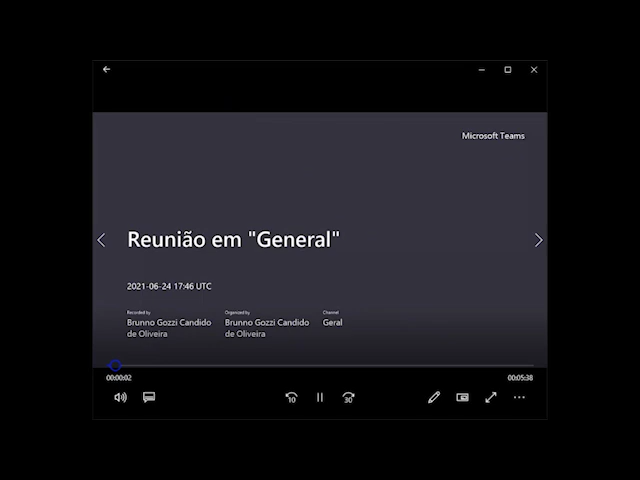 Microsoft Teams
Reunião em "General"
2021-06-24 17:46 UTC
Recorded by
Brunno Gozzi Candido
de Oliveira
Organized by
Brunno Gozzi Candido
de Oliveira
Channel
Geral
00:00:02
00:05:38
10
30